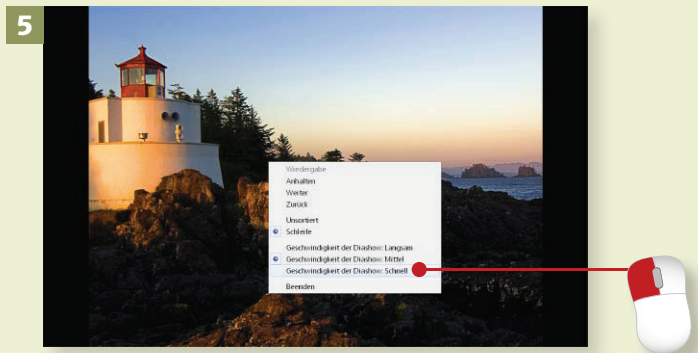 5
Wiedergabe
Anhalten
Weiter
Zurück
Unsortiert
Schleife
Geschwindigkeit der Diashow: Langsam
Geschwindigkeit der Diashow: Mittel
Geschwindigkeit der Diashow: Schnell
Beenden